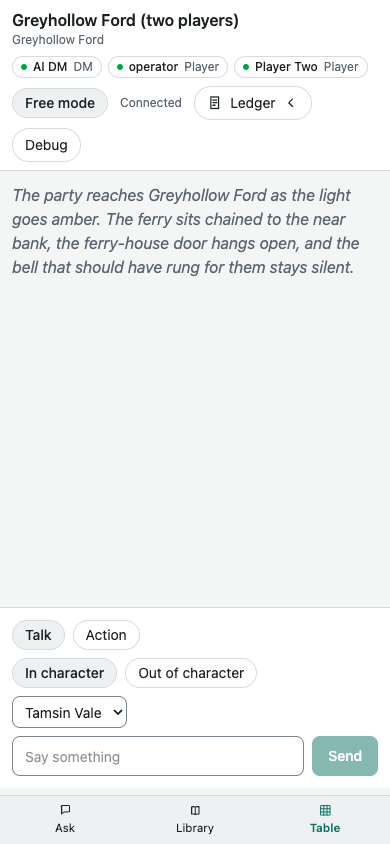 Greyhollow Ford (two players)
Greyhollow Ford
AI DM DM operator Player Player Two Player
Free mode Connected Ledger
Debug
The party reaches Greyhollow Ford as the light
goes amber. The ferry sits chained to the near
bank, the ferry-house door hangs open, and the
bell that should have rung for them stays silent.
Talk Action
In character Out of character
Tamsin Vale
Say something Send
Ask Library Table